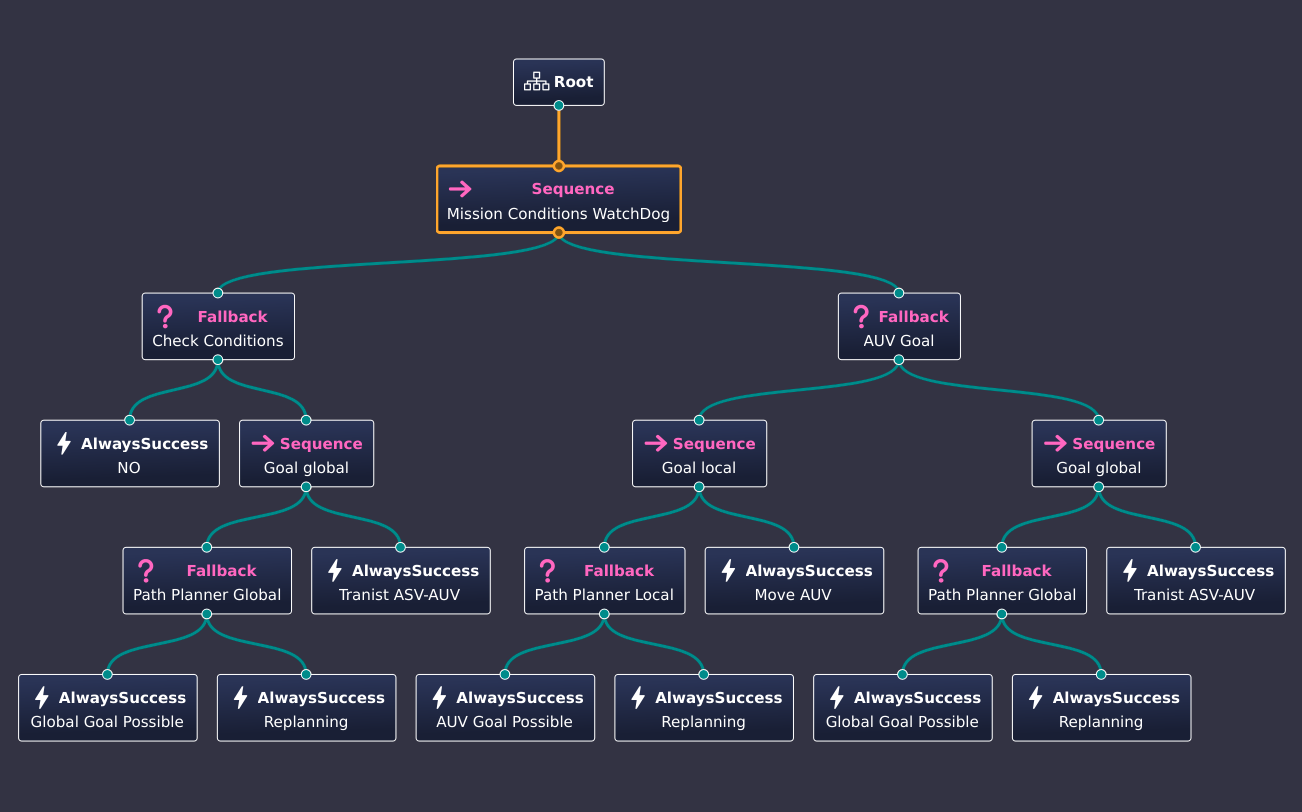 Root
Sequence
Mission Conditions WatchDog
Fallback
Check Conditions
Fallback
AUV Goal
AlwaysSuccess
NO
Sequence
Goal global
Sequence
Goal local
Sequence
Goal global
Fallback
Path Planner Global
AlwaysSuccess
Tranist ASV-AUV
Fallback
Path Planner Local
AlwaysSuccess
Move AUV
Fallback
Path Planner Global
AlwaysSuccess
Tranist ASV-AUV
AlwaysSuccess
Global Goal Possible
AlwaysSuccess
Replanning
AlwaysSuccess
AUV Goal Possible
AlwaysSuccess
Replanning
AlwaysSuccess
Global Goal Possible
AlwaysSuccess
Replanning